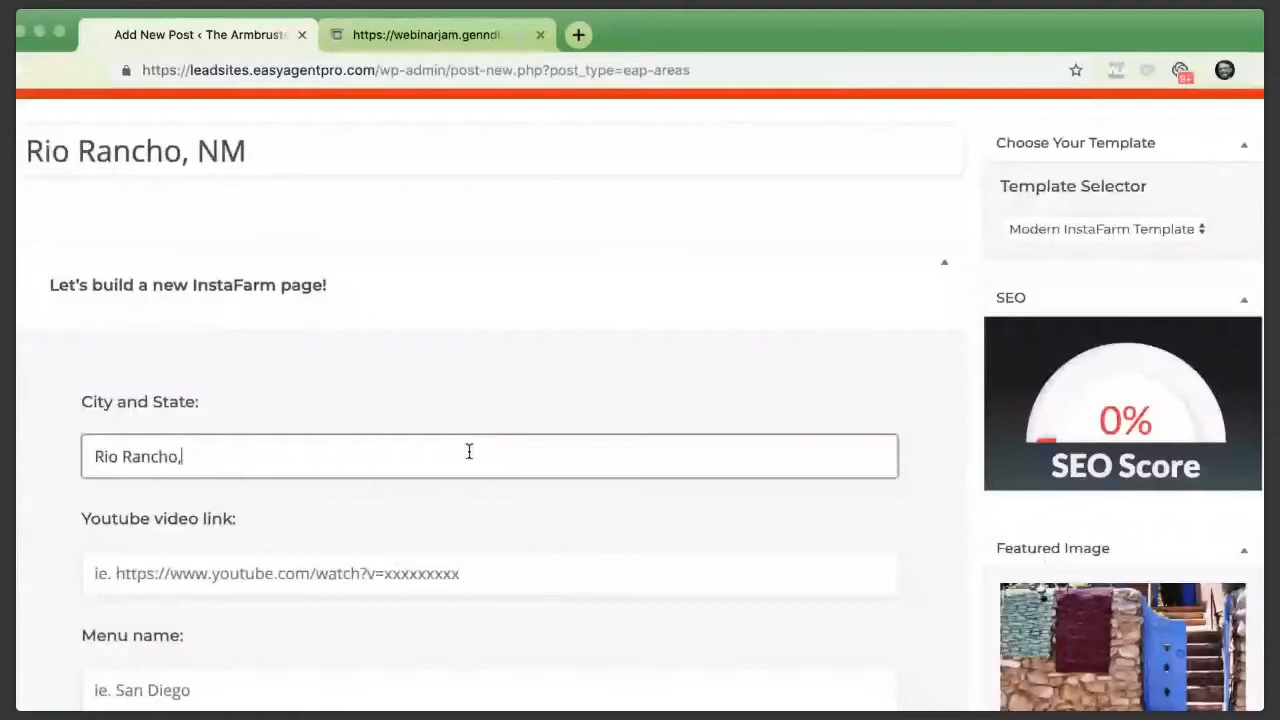 Add New Post ‹ The Armbruste
https://webinarjam.genndi
https://leadsites.easyagentpro.com/wp-admin/post-new.php?post_type=eap-areas
9+
Rio Rancho, NM
Choose Your Template
Template Selector
Modern InstaFarm Template
Let's build a new InstaFarm page!
SEO
0%
SEO Score
City and State:
Rio Rancho,
Youtube video link:
ie. https://www.youtube.com/watch?v=xxxxxxxxx
Featured Image
Menu name:
ie. San Diego